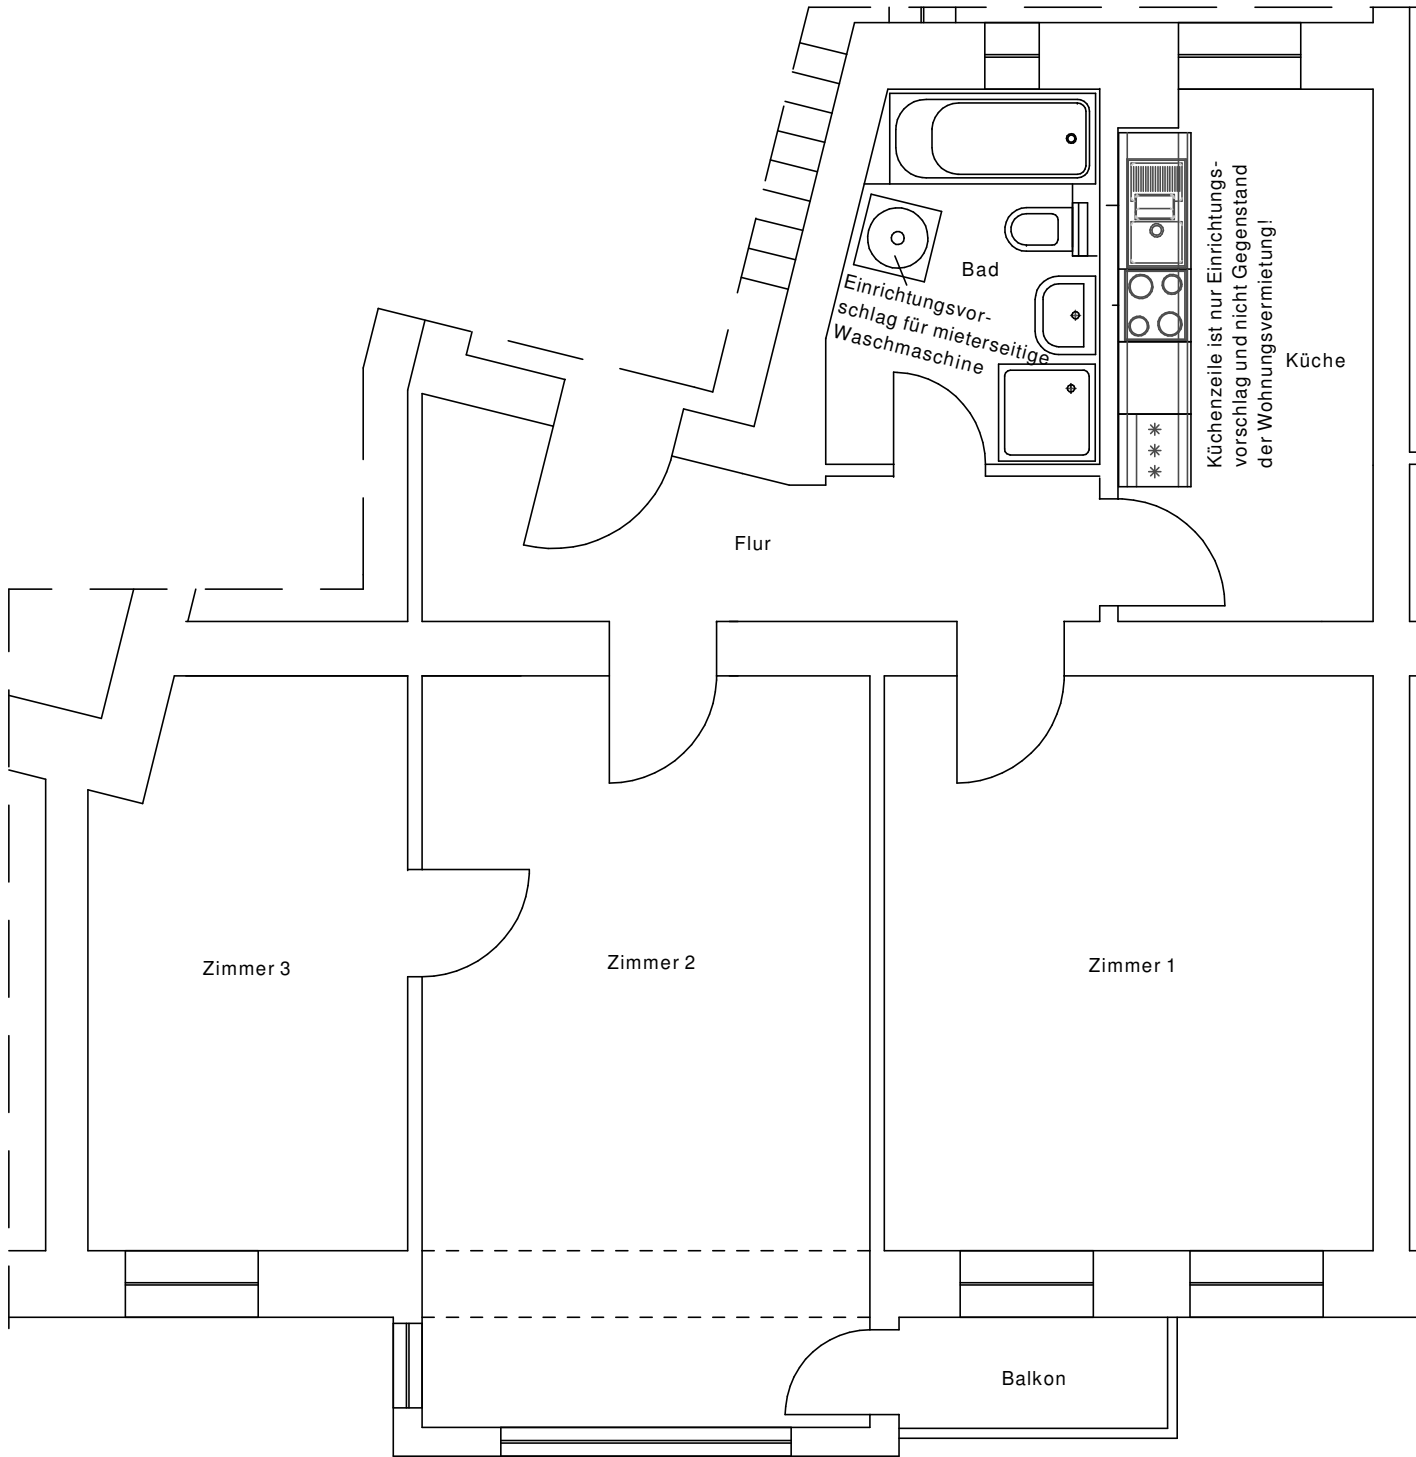 Bad
Einrichtungsvor-
schlag für mieterseitige
Waschmaschine
Küchenzeile ist nur Einrichtungs-
vorschlag und nicht Gegenstand
der Wohnungsvermietung!
Küche
Flur
Zimmer 3
Zimmer 2
Zimmer 1
Balkon